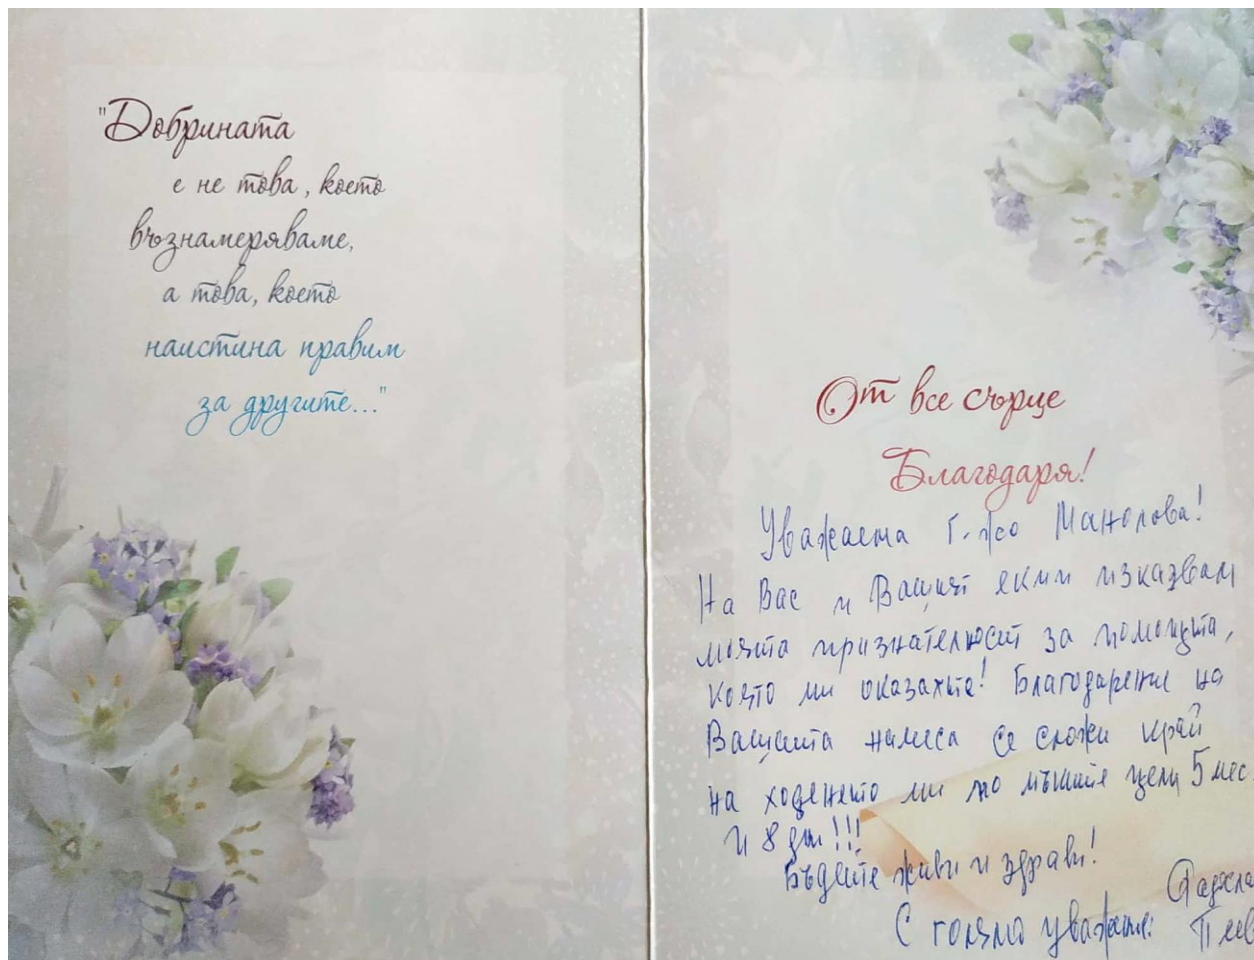 "Добрината
е не това, което
възнамеряваме,
а това, което
наистина правим
за другите..."
От все сърце
Благодаря!
Уважаема Г-жо Манолова!
На Вас и Вашият екип изказвам
моята признателност за помощта,
която ми оказахте! Благодарение на
Вашата намеса се сложи край
на ходенето ми по мъките цели 5 мес.
и 8 дни!!!
Бъдете живи и здрави!
С голямо уважение: